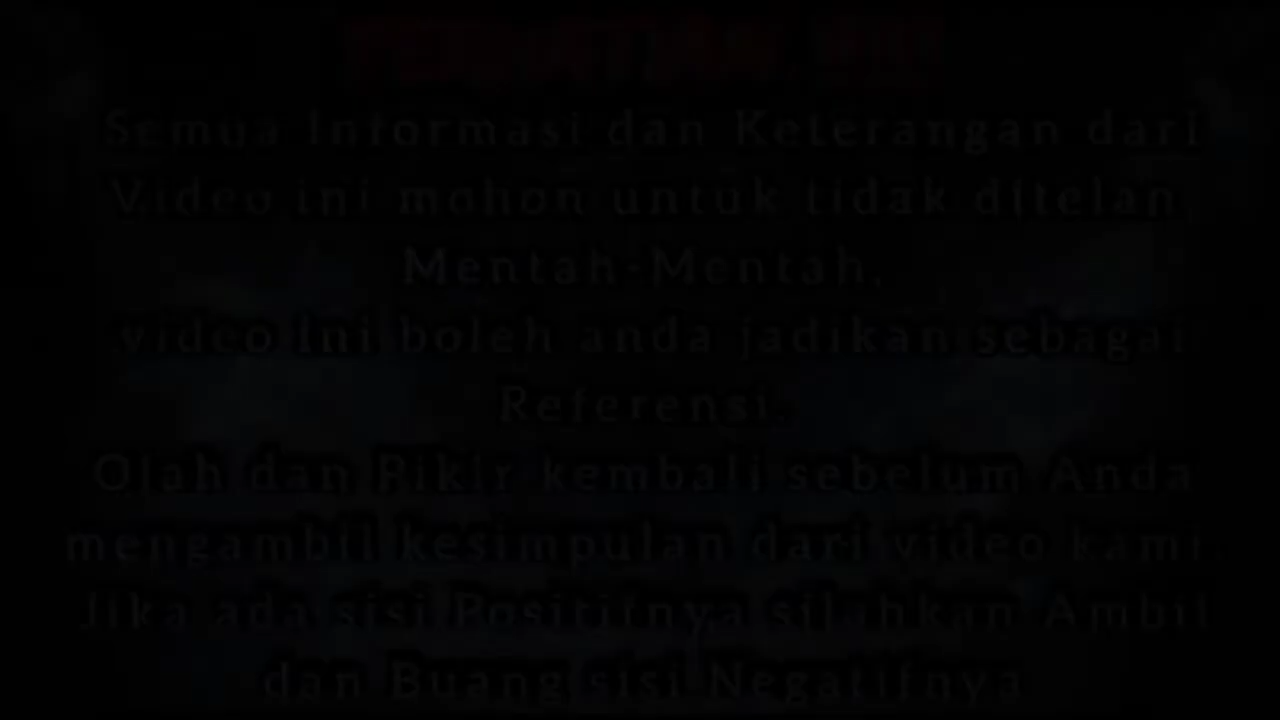 PERHATIAN !!!!
Semua Informasi dan Keterangan dari
Video ini mohon untuk tidak ditelan
Mentah-Mentah.
video ini boleh anda jadikan sebagai
Referensi.
Olah dan Pikir kembali sebelum Anda
mengambil kesimpulan dari video kami.
Jika ada sisi Positifnya silahkan Ambil
dan Buang sisi Negatifnya